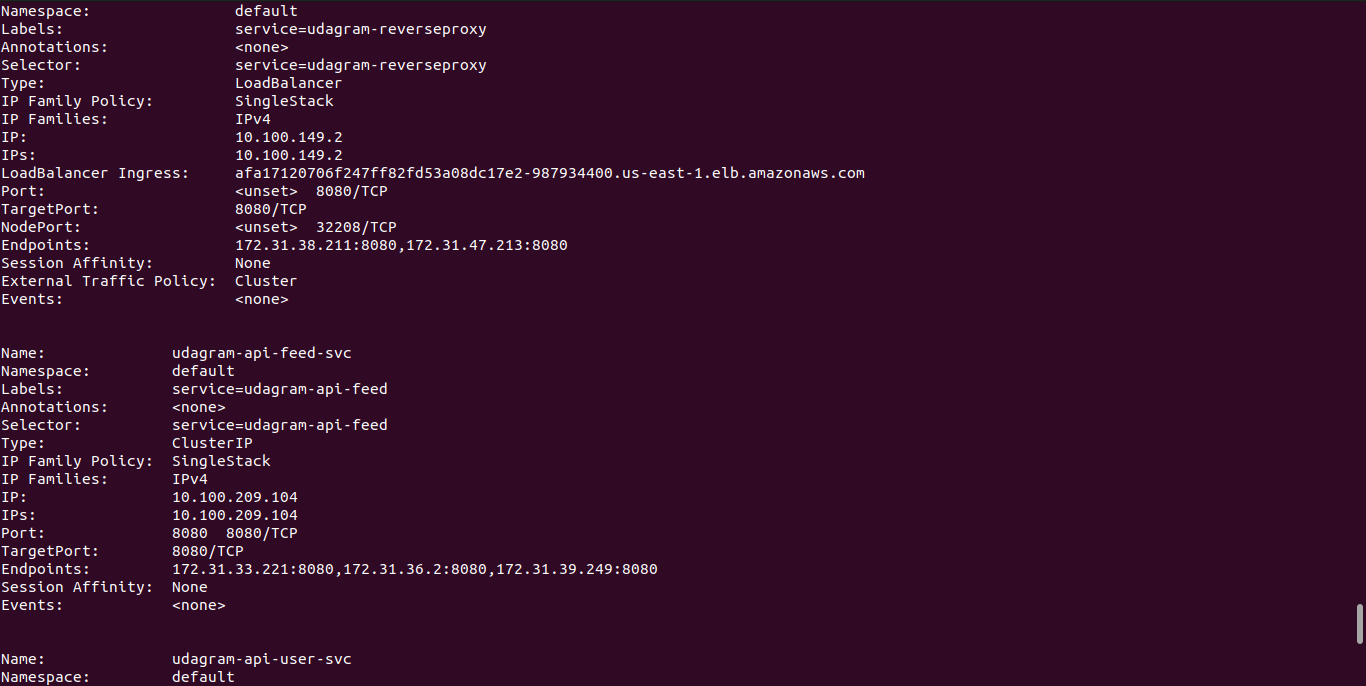 Namespace:                default
Labels:                   service=udagram-reverseproxy
Annotations:              <none>
Selector:                 service=udagram-reverseproxy
Type:                     LoadBalancer
IP Family Policy:         SingleStack
IP Families:              IPv4
IP:                       10.100.149.2
IPs:                      10.100.149.2
LoadBalancer Ingress:     afa17120706f247ff82fd53a08dc17e2-987934400.us-east-1.elb.amazonaws.com
Port:                     <unset>  8080/TCP
TargetPort:               8080/TCP
NodePort:                 <unset>  32208/TCP
Endpoints:                172.31.38.211:8080,172.31.47.213:8080
Session Affinity:         None
External Traffic Policy:  Cluster
Events:                   <none>
Name:              udagram-api-feed-svc
Namespace:         default
Labels:            service=udagram-api-feed
Annotations:       <none>
Selector:          service=udagram-api-feed
Type:              ClusterIP
IP Family Policy:  SingleStack
IP Families:       IPv4
IP:                10.100.209.104
IPs:               10.100.209.104
Port:              8080  8080/TCP
TargetPort:        8080/TCP
Endpoints:         172.31.33.221:8080,172.31.36.2:8080,172.31.39.249:8080
Session Affinity:  None
Events:            <none>
Name:              udagram-api-user-svc
Namespace:         default